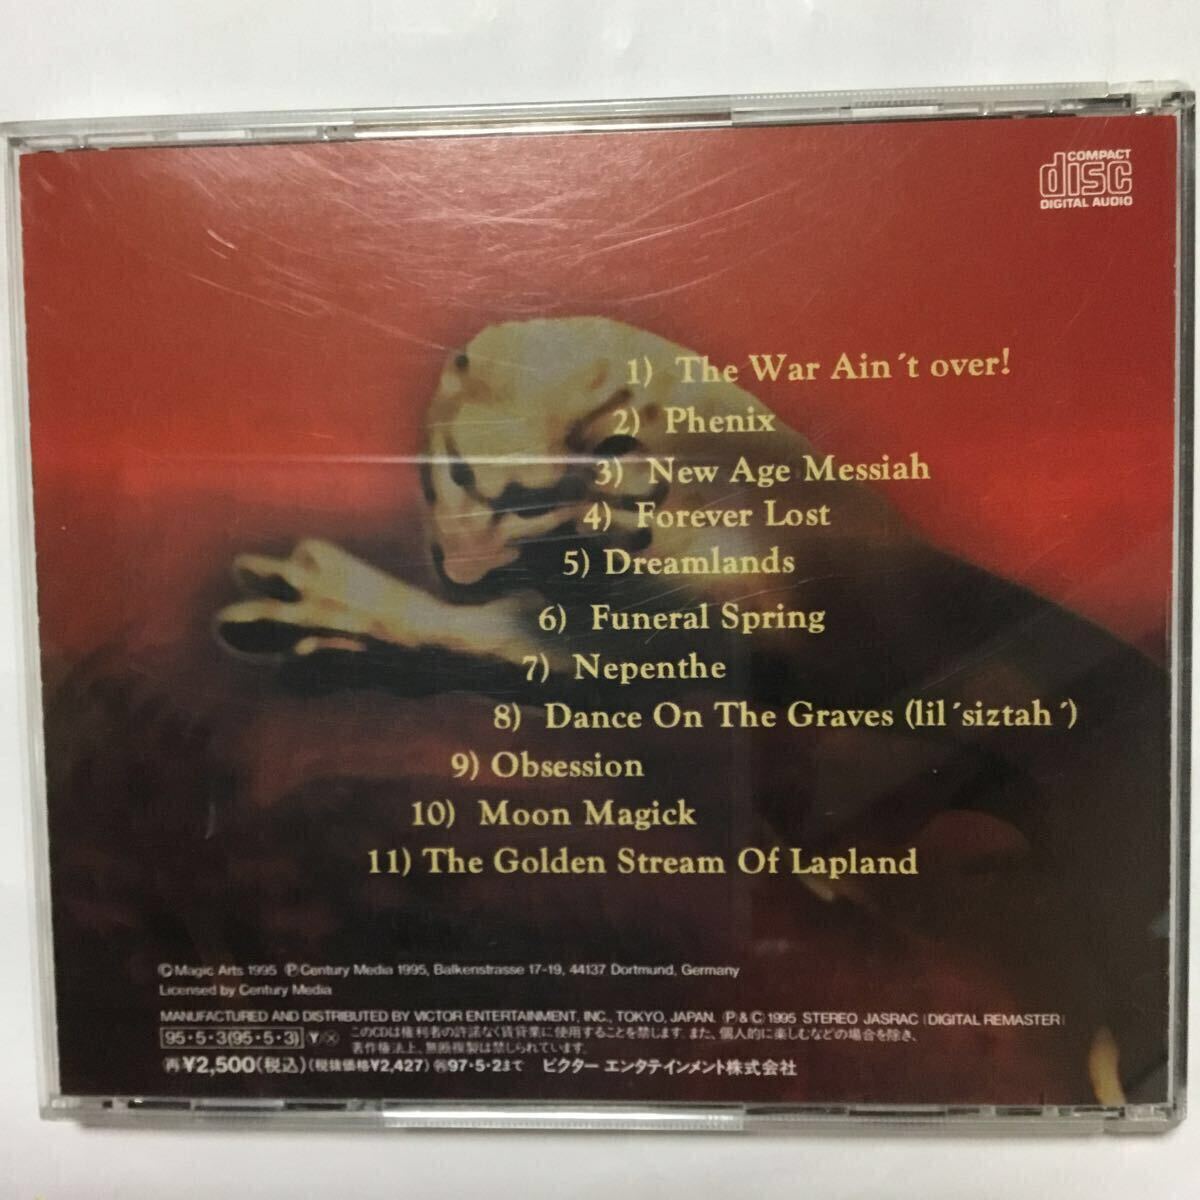 COMPACT
disc
DIGITAL AUDIO
1) The War Ain´t over!
2) Phenix
3) New Age Messiah
4) Forever Lost
5) Dreamlands
6) Funeral Spring
7) Nepenthe
8) Dance On The Graves (lil´siztah´)
9) Obsession
10) Moon Magick
11) The Golden Stream Of Lapland
©Magic Arts 1995 ℗Century Media 1995, Balkenstrasse 17-19, 44137 Dortmund, Germany
Licensed by Century Media
MANUFACTURED AND DISTRIBUTED BY VICTOR ENTERTAINMENT, INC., TOKYO, JAPAN. ℗&© 1995 STEREO JASRAC (DIGITAL REMASTER)
95・5・3(95・5・3) Y このCDは権利者の許諾なく賃貸業に使用することを禁じます。また、個人的に楽しむなどの場合を除き、
著作権法上、無断複製は禁じられています。
再¥2,500(税込)(税抜価格¥2,427) 97・5・2まで ビクター エンタテインメント株式会社